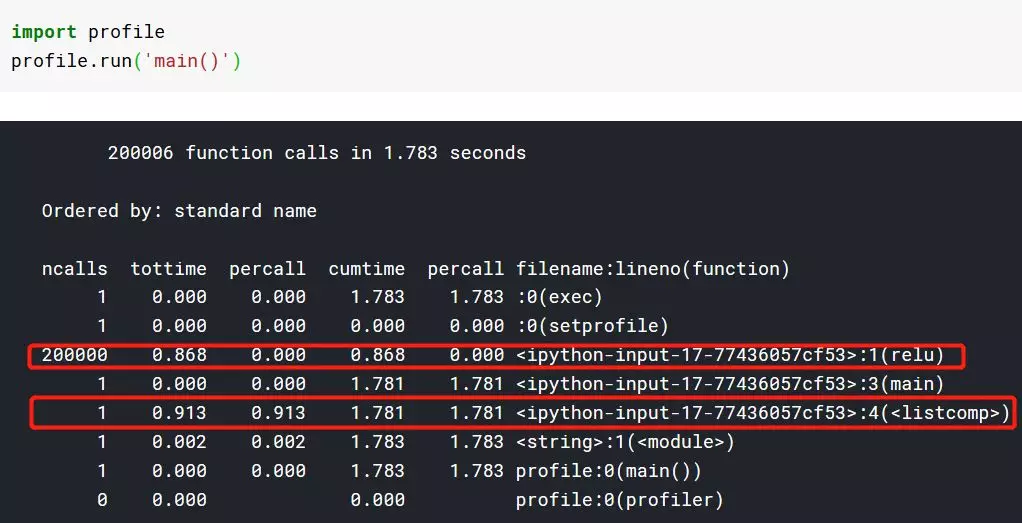 import profile
profile.run('main()')
200006 function calls in 1.783 seconds
Ordered by: standard name
ncalls tottime percall cumtime percall filename:lineno(function)
1 0.000 0.000 1.783 1.783 :0(exec)
1 0.000 0.000 0.000 0.000 :0(setprofile)
200000 0.868 0.000 0.868 0.000 <ipython-input-17-77436057cf53>:1(relu)
1 0.000 0.000 1.781 1.781 <ipython-input-17-77436057cf53>:3(main)
1 0.913 0.913 1.781 1.781 <ipython-input-17-77436057cf53>:4(<listcomp>)
1 0.002 0.002 1.783 1.783 <string>:1(<module>)
1 0.000 0.000 1.783 1.783 profile:0(main())
0 0.000 0.000 profile:0(profiler)